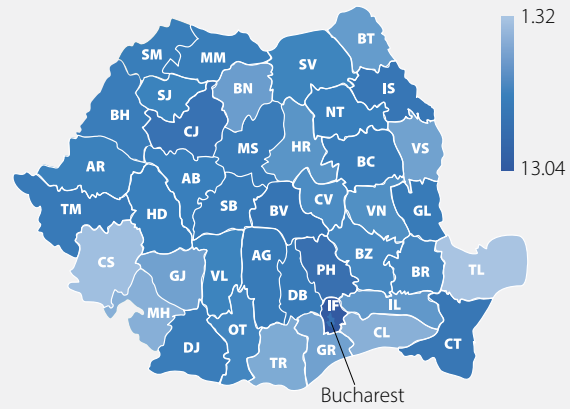 1.32
13.04
BT
SM
MM
SV
BN
SJ
IS
BH
NT
CJ
MS
HR
VS
BC
AR
AB
CV
VN
GL
TM
HD
SB
BV
BZ
CS
GJ
VL
AG
PH
BR
TL
DB
MH
IF
IL
OT
CL
DJ
TR
GR
CT
Bucharest